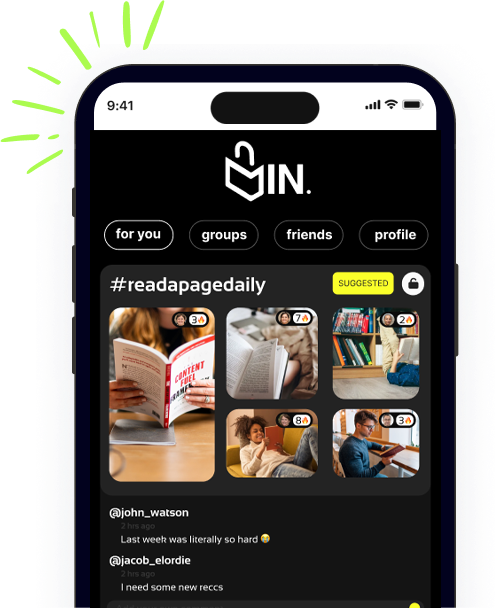 9:41
IN.
for you
groups
friends
profile
#readapagedaily
SUGGESTED
3🔥
7🔥
2🔥
CONTENT
FUEL
8🔥
3🔥
@john_watson
2 hrs ago
Last week was literally so hard 😪
@jacob_elordie
2 hrs ago
I need some new reccs